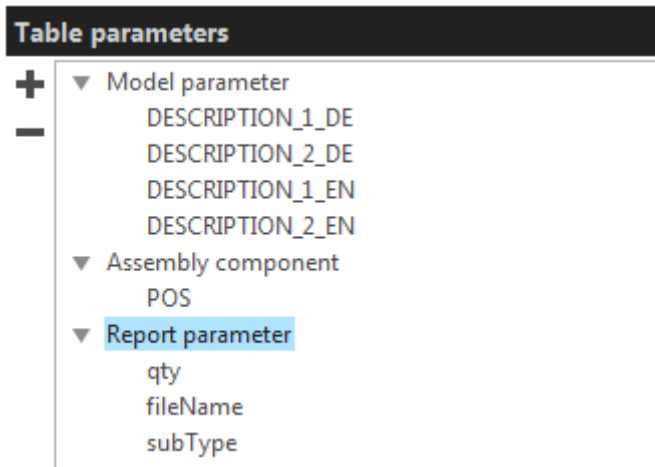 Table parameters
Model parameter
DESCRIPTION_1_DE
DESCRIPTION_2_DE
DESCRIPTION_1_EN
DESCRIPTION_2_EN
Assembly component
POS
Report parameter
qty
fileName
subType